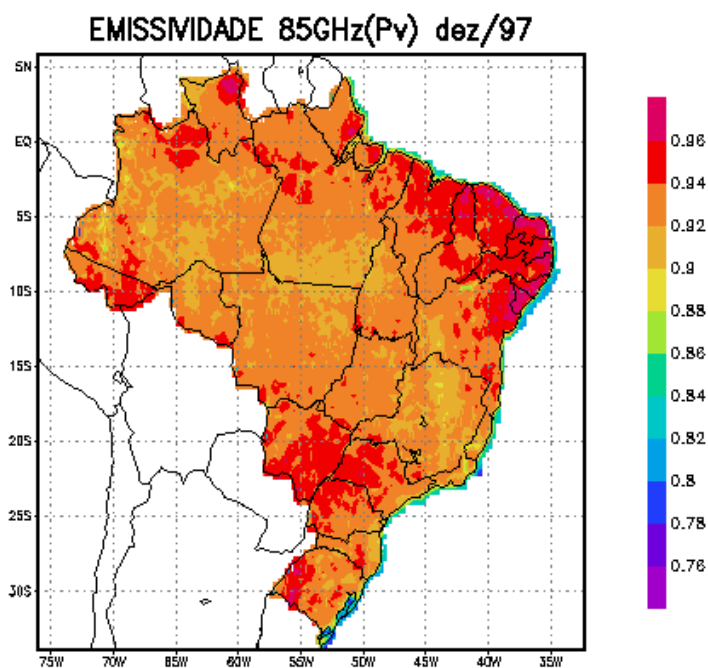 EMISSIVIDADE 85GHz(Pv) dez/97
5N
EQ
5S
10S
15S
20S
25S
30S
75W 70W 65W 60W 55W 50W 45W 40W 35W
0.96
0.94
0.92
0.9
0.88
0.86
0.84
0.82
0.8
0.78
0.76